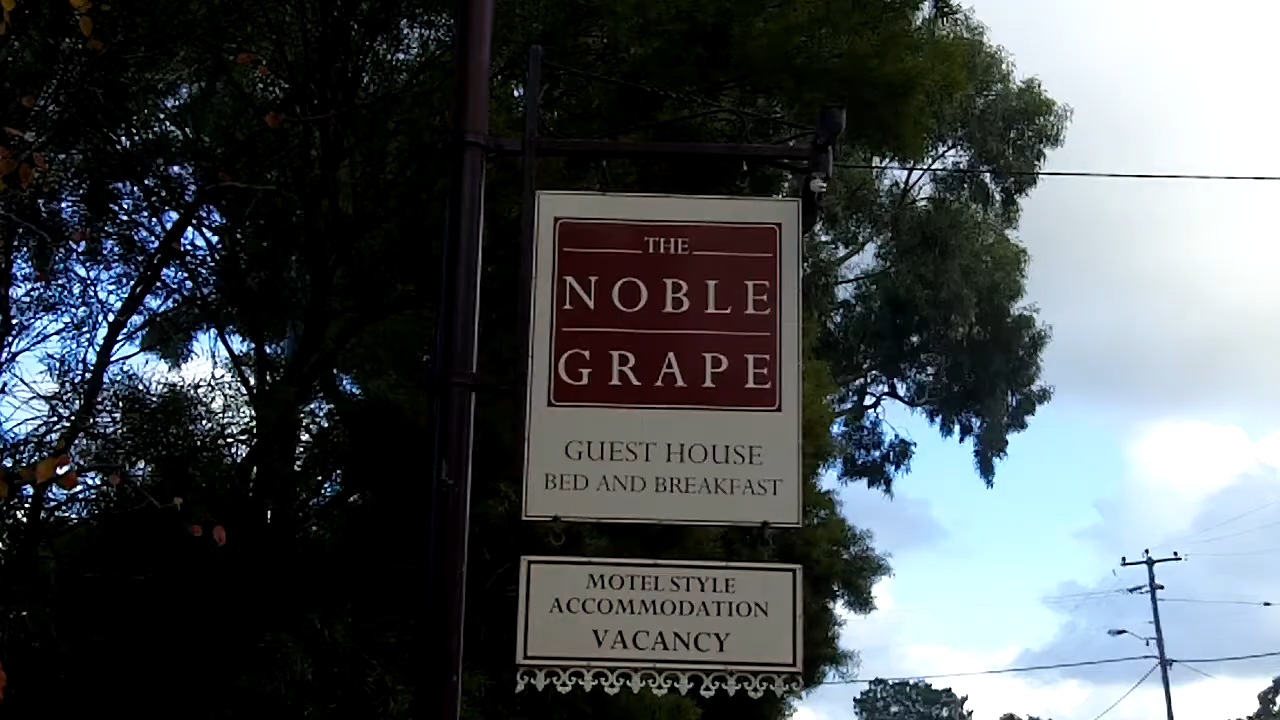 THE
NOBLE
GRAPE
GUEST HOUSE
BED AND BREAKFAST
MOTEL STYLE
ACCOMMODATION
VACANCY